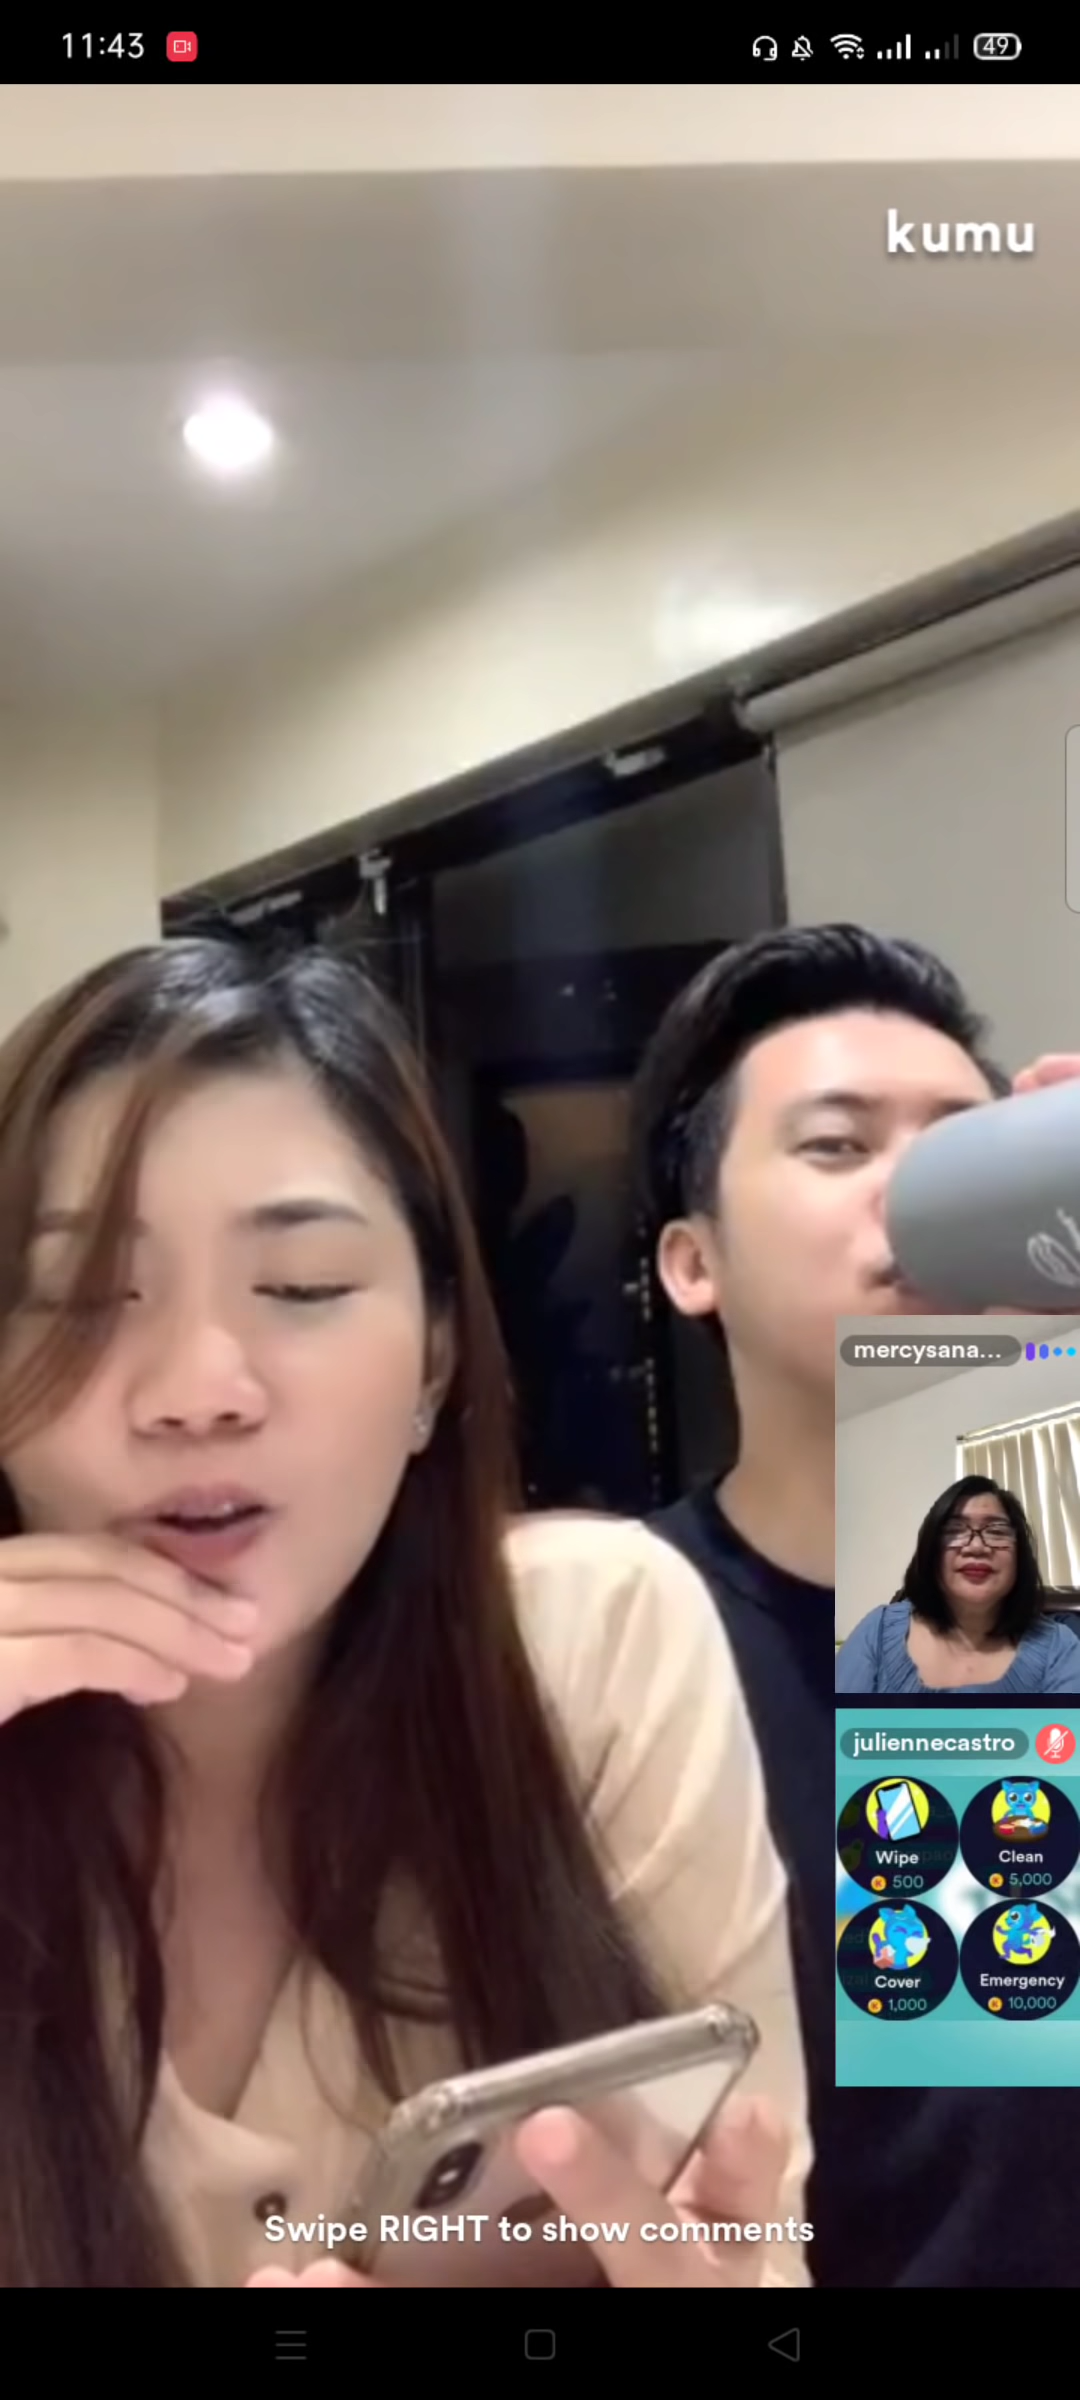 11:43
49
kumu
mercysana...
juliennecastro
Wipe
500
Clean
5,000
Cover
1,000
Emergency
10,000
Swipe RIGHT to show comments